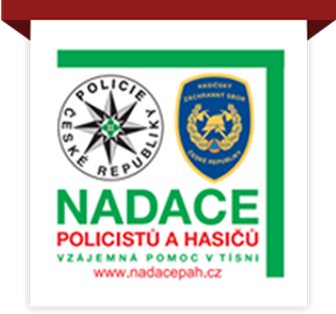 POLICIE
ČESKÉ REPUBLIKY
HASIČSKÝ
ZÁCHRANNÝ SBOR
ČESKÉ REPUBLIKY
NADACE
POLICISTŮ A HASIČŮ
VZÁJEMNÁ POMOC V TÍSNI
www.nadacepah.cz